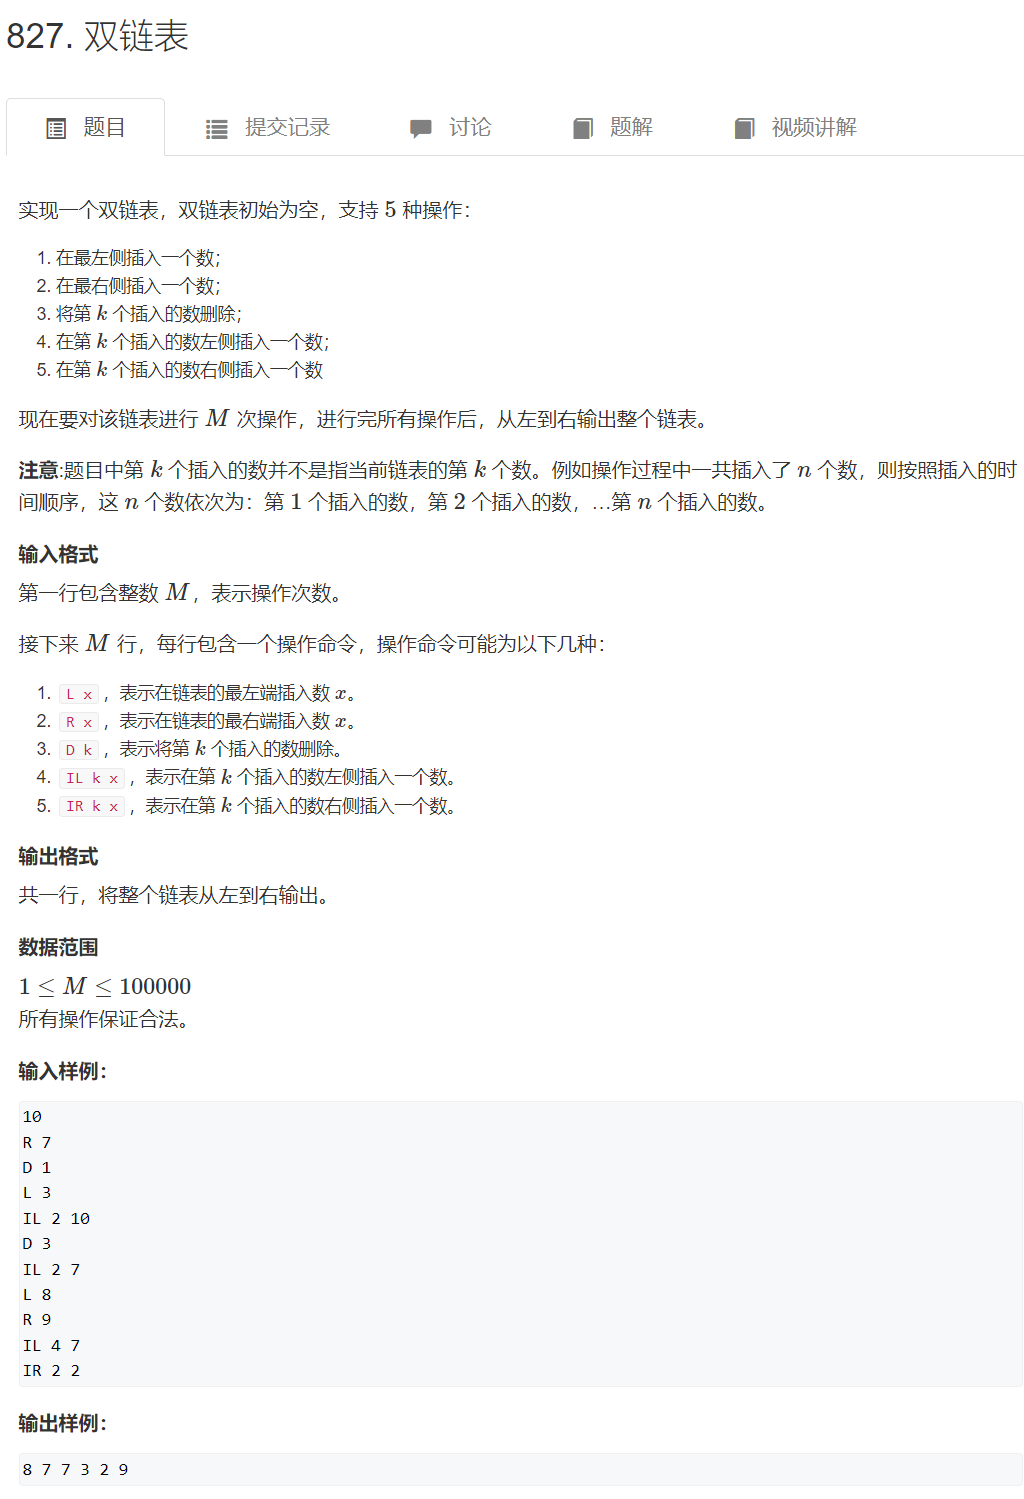 827. 双链表
题目 提交记录 讨论 题解 视频讲解
实现一个双链表，双链表初始为空，支持 5 种操作：
1. 在最左侧插入一个数；
2. 在最右侧插入一个数；
3. 将第 k 个插入的数删除；
4. 在第 k 个插入的数左侧插入一个数；
5. 在第 k 个插入的数右侧插入一个数
现在要对该链表进行 M 次操作，进行完所有操作后，从左到右输出整个链表。
注意:题目中第 k 个插入的数并不是指当前链表的第 k 个数。例如操作过程中一共插入了 n 个数，则按照插入的时
间顺序，这 n 个数依次为：第 1 个插入的数，第 2 个插入的数，…第 n 个插入的数。
输入格式
第一行包含整数 M，表示操作次数。
接下来 M 行，每行包含一个操作命令，操作命令可能为以下几种：
1. L x，表示在链表的最左端插入数 x。
2. R x，表示在链表的最右端插入数 x。
3. D k，表示将第 k 个插入的数删除。
4. IL k x，表示在第 k 个插入的数左侧插入一个数。
5. IR k x，表示在第 k 个插入的数右侧插入一个数。
输出格式
共一行，将整个链表从左到右输出。
数据范围
1 ≤ M ≤ 100000
所有操作保证合法。
输入样例：
10
R 7
D 1
L 3
IL 2 10
D 3
IL 2 7
L 8
R 9
IL 4 7
IR 2 2
输出样例：
8 7 7 3 2 9